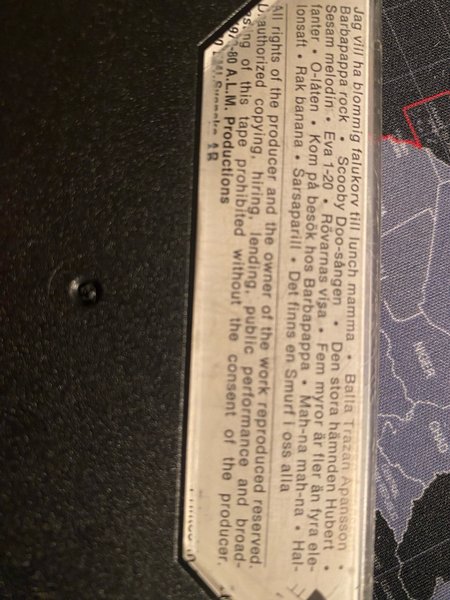 Jag vill ha blommig falukorv till lunch mamma • Balla Trazan Apansson •
Barbapappa rock • Scooby Doo-sången • Den stora hämnden Hubert •
Sesam melodin • Eva 1-20 • Rövarnas visa • Fem myror är fler än fyra ele-
fanter • O-låten • Kom på besök hos Barbapappa • Mah-na mah-na • Hal-
lonsaft • Rak banana • Sarsaparill • Det finns en Smurf i oss alla
All rights of the producer and the owner of the work reproduced reserved.
authorized copying, hiring, lending, public performance and broad-
of this tape prohibited without the consent of the producer.
A.L.M. Productions
NIGER
CHAD